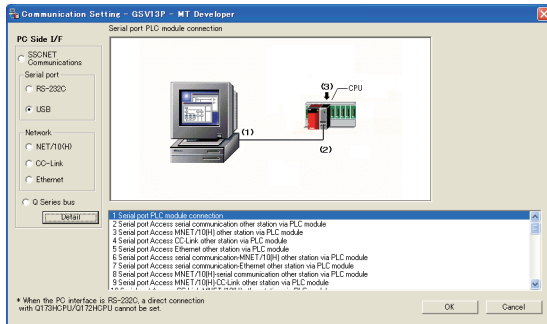 Communication Setting - GSV13P - MT Developer
Serial port PLC module connection
PC Side I/F
SSCNET
Communications
Serial port
RS-232C
USB
Network
NET/10(H)
CC-Link
Ethernet
Q Series bus
Detail
(3)
CPU
(1)
(2)
1 Serial port PLC module connection
2 Serial port Access serial communication other station via PLC module
3 Serial port Access MNET/10(H) other station via PLC module
4 Serial port Access CC-Link other station via PLC module
5 Serial port Access Ethernet other station via PLC module
6 Serial port Access serial communication-MNET/10(H) other station via PLC module
7 Serial port Access serial communication-Ethernet other station via PLC module
8 Serial port Access MNET/10(H)-serial communication other station via PLC module
9 Serial port Access MNET/10(H)-CC-Link other station via PLC module
* When the PC interface is RS-232C, a direct connection
with Q173HCPU/Q172HCPU cannot be set.
OK
Cancel